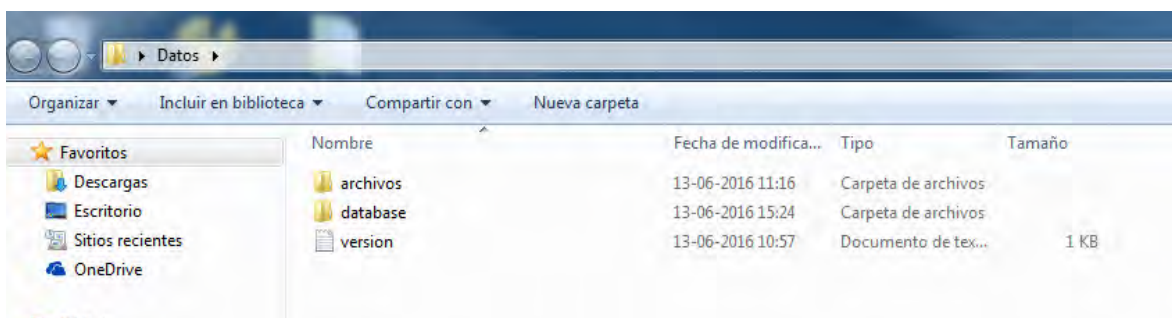 Datos
Organizar Incluir en biblioteca Compartir con Nueva carpeta
Favoritos
Descargas
Escritorio
Sitios recientes
OneDrive
Nombre Fecha de modifica... Tipo Tamaño
archivos 13-06-2016 11:16 Carpeta de archivos
database 13-06-2016 15:24 Carpeta de archivos
version 13-06-2016 10:57 Documento de tex... 1 KB